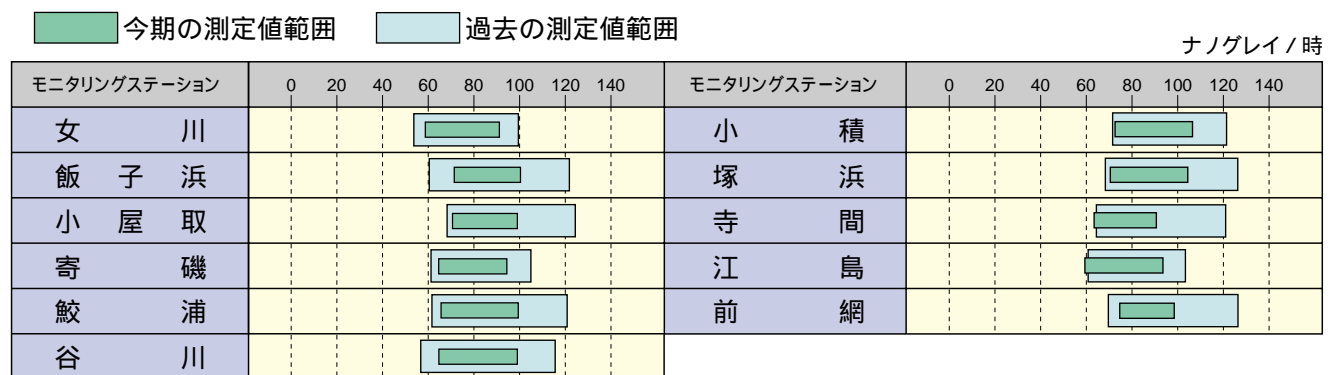 今期の測定値範囲 過去の測定値範囲
ナノグレイ / 時
モニタリングステーション 0 20 40 60 80 100 120 140 モニタリングステーション 0 20 40 60 80 100 120 140
女川 小積
飯子浜 塚浜
小屋取 寺間
寄磯 江島
鮫浦 前網
谷川